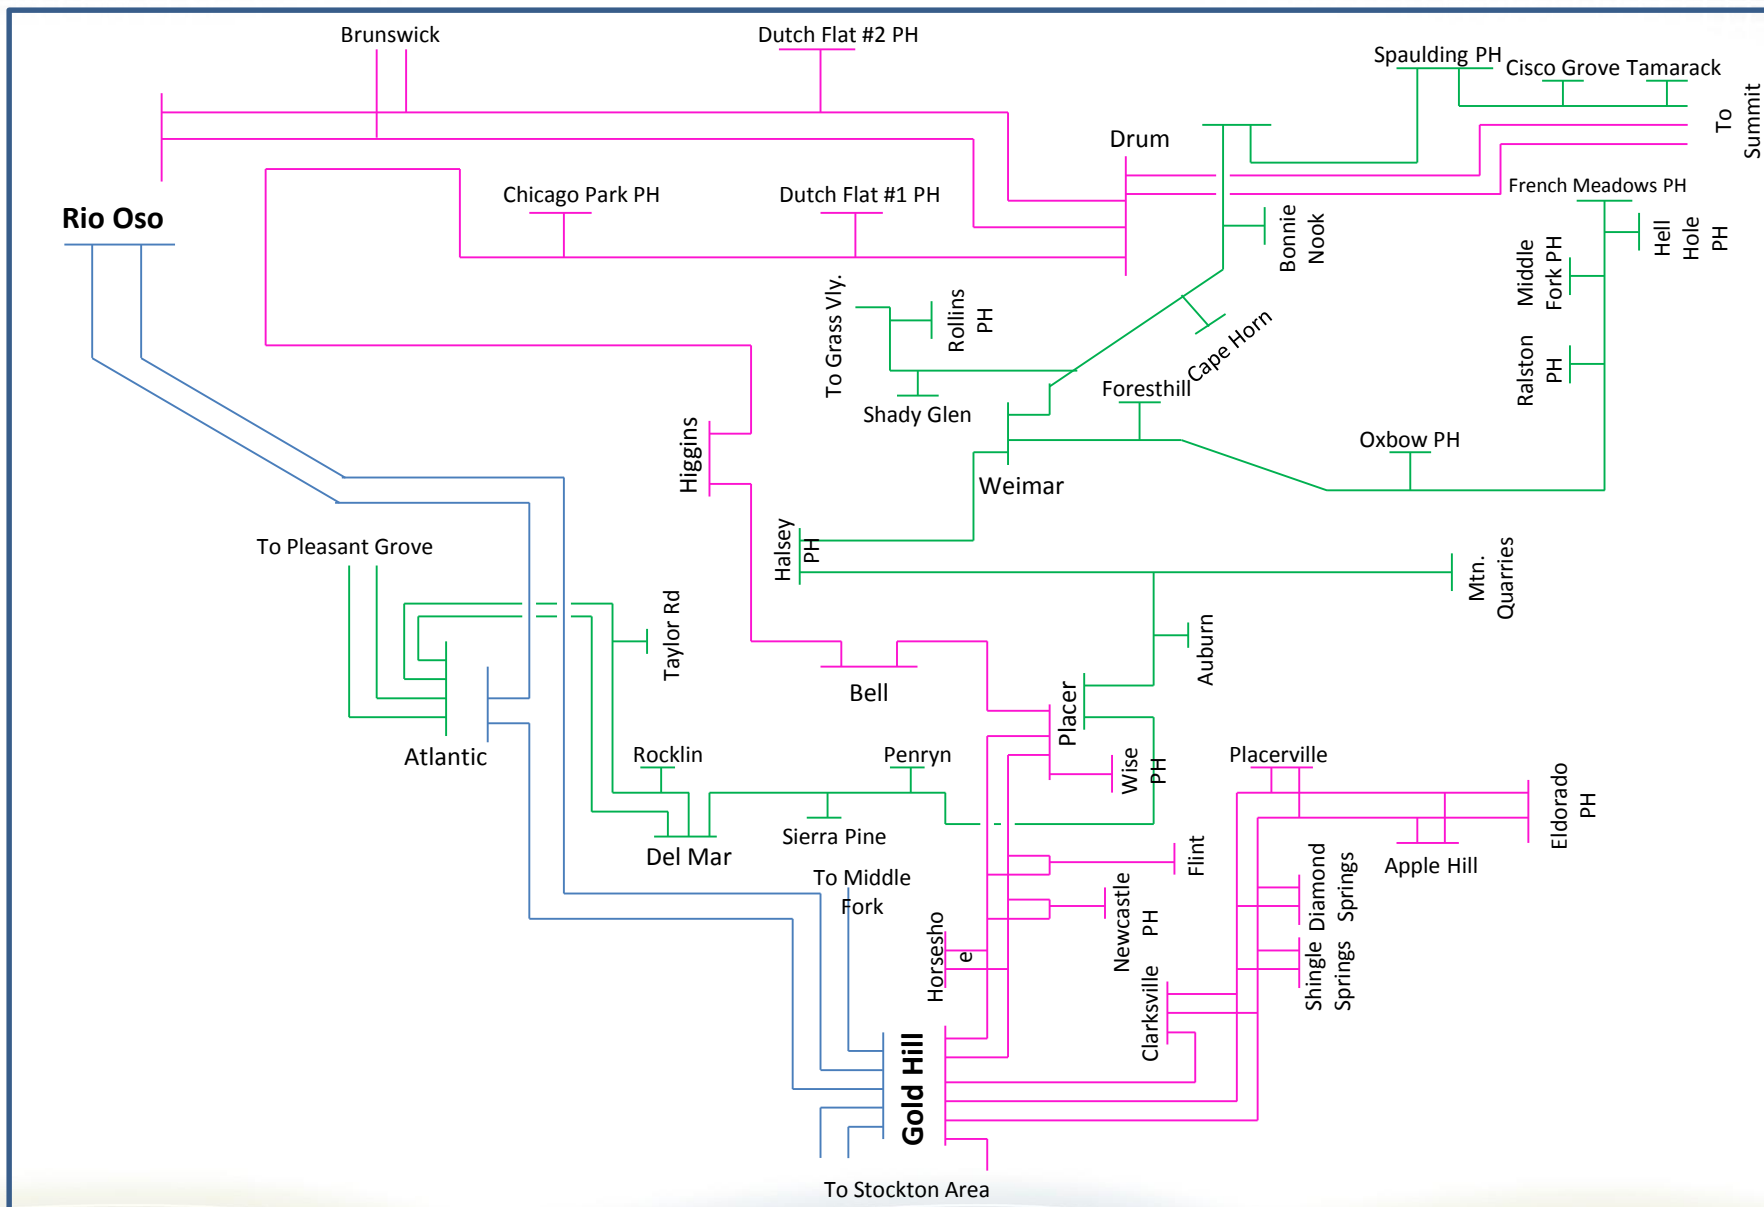 Brunswick
Dutch Flat #2 PH
Spaulding PH
Cisco Grove Tamarack
To
Summit
Drum
French Meadows PH
Chicago Park PH
Dutch Flat #1 PH
Rio Oso
Bonnie
Nook
Hell
Hole
PH
Middle
Fork PH
To Grass Vly.
Rollins
PH
Cape Horn
Ralston
PH
Foresthill
Shady Glen
Oxbow PH
Higgins
Weimar
Halsey
PH
To Pleasant Grove
Mtn.
Quarries
Taylor Rd
Auburn
Bell
Placer
Atlantic
Rocklin
Penryn
Wise
PH
Placerville
Eldorado
PH
Sierra Pine
Del Mar
Flint
Apple Hill
To Middle
Fork
Diamond
Springs
Newcastle
PH
Horsesho
e
Shingle
Springs
Clarksville
Gold Hill
To Stockton Area